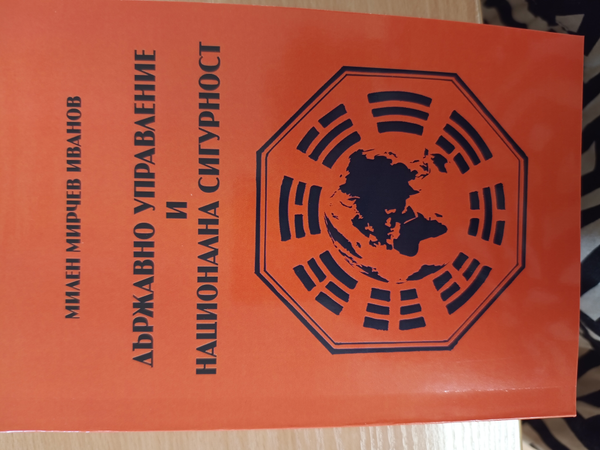 МИЛЕН МИРЧЕВ ИВАНОВ
ДЪРЖАВНО УПРАВЛЕНИЕ
И
НАЦИОНАЛНА СИГУРНОСТ